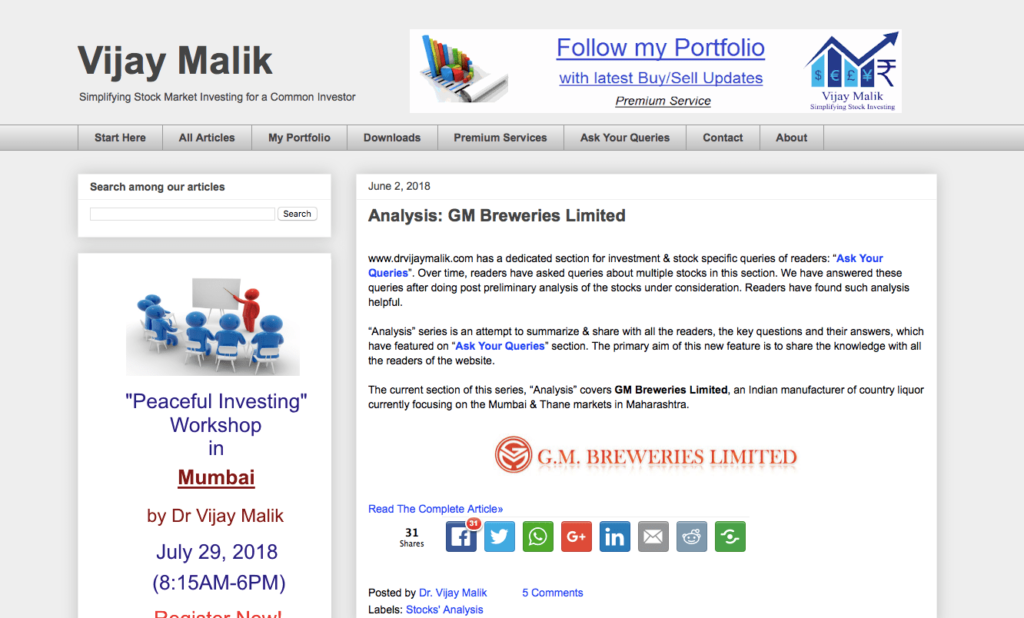 Vijay Malik
Simplifying Stock Market Investing for a Common Investor
Follow my Portfolio
with latest Buy/Sell Updates
Premium Service
$ € £ ¥ ₹
Vijay Malik
Simplifying Stock Investing
Start Here
All Articles
My Portfolio
Downloads
Premium Services
Ask Your Queries
Contact
About
Search among our articles
Search
"Peaceful Investing"
Workshop
in
Mumbai
by Dr Vijay Malik
July 29, 2018
(8:15AM-6PM)
Register Now!
June 2, 2018
Analysis: GM Breweries Limited
www.drvijaymalik.com has a dedicated section for investment & stock specific queries of readers: “Ask Your
Queries”. Over time, readers have asked queries about multiple stocks in this section. We have answered these
queries after doing post preliminary analysis of the stocks under consideration. Readers have found such analysis
helpful.
“Analysis” series is an attempt to summarize & share with all the readers, the key questions and their answers, which
have featured on “Ask Your Queries” section. The primary aim of this new feature is to share the knowledge with all
the readers of the website.
The current section of this series, “Analysis” covers GM Breweries Limited, an Indian manufacturer of country liquor
currently focusing on the Mumbai & Thane markets in Maharashtra.
G.M. BREWERIES LIMITED
Read The Complete Article»
31
Shares
31
G+
in
Posted by Dr. Vijay Malik
5 Comments
Labels: Stocks' Analysis